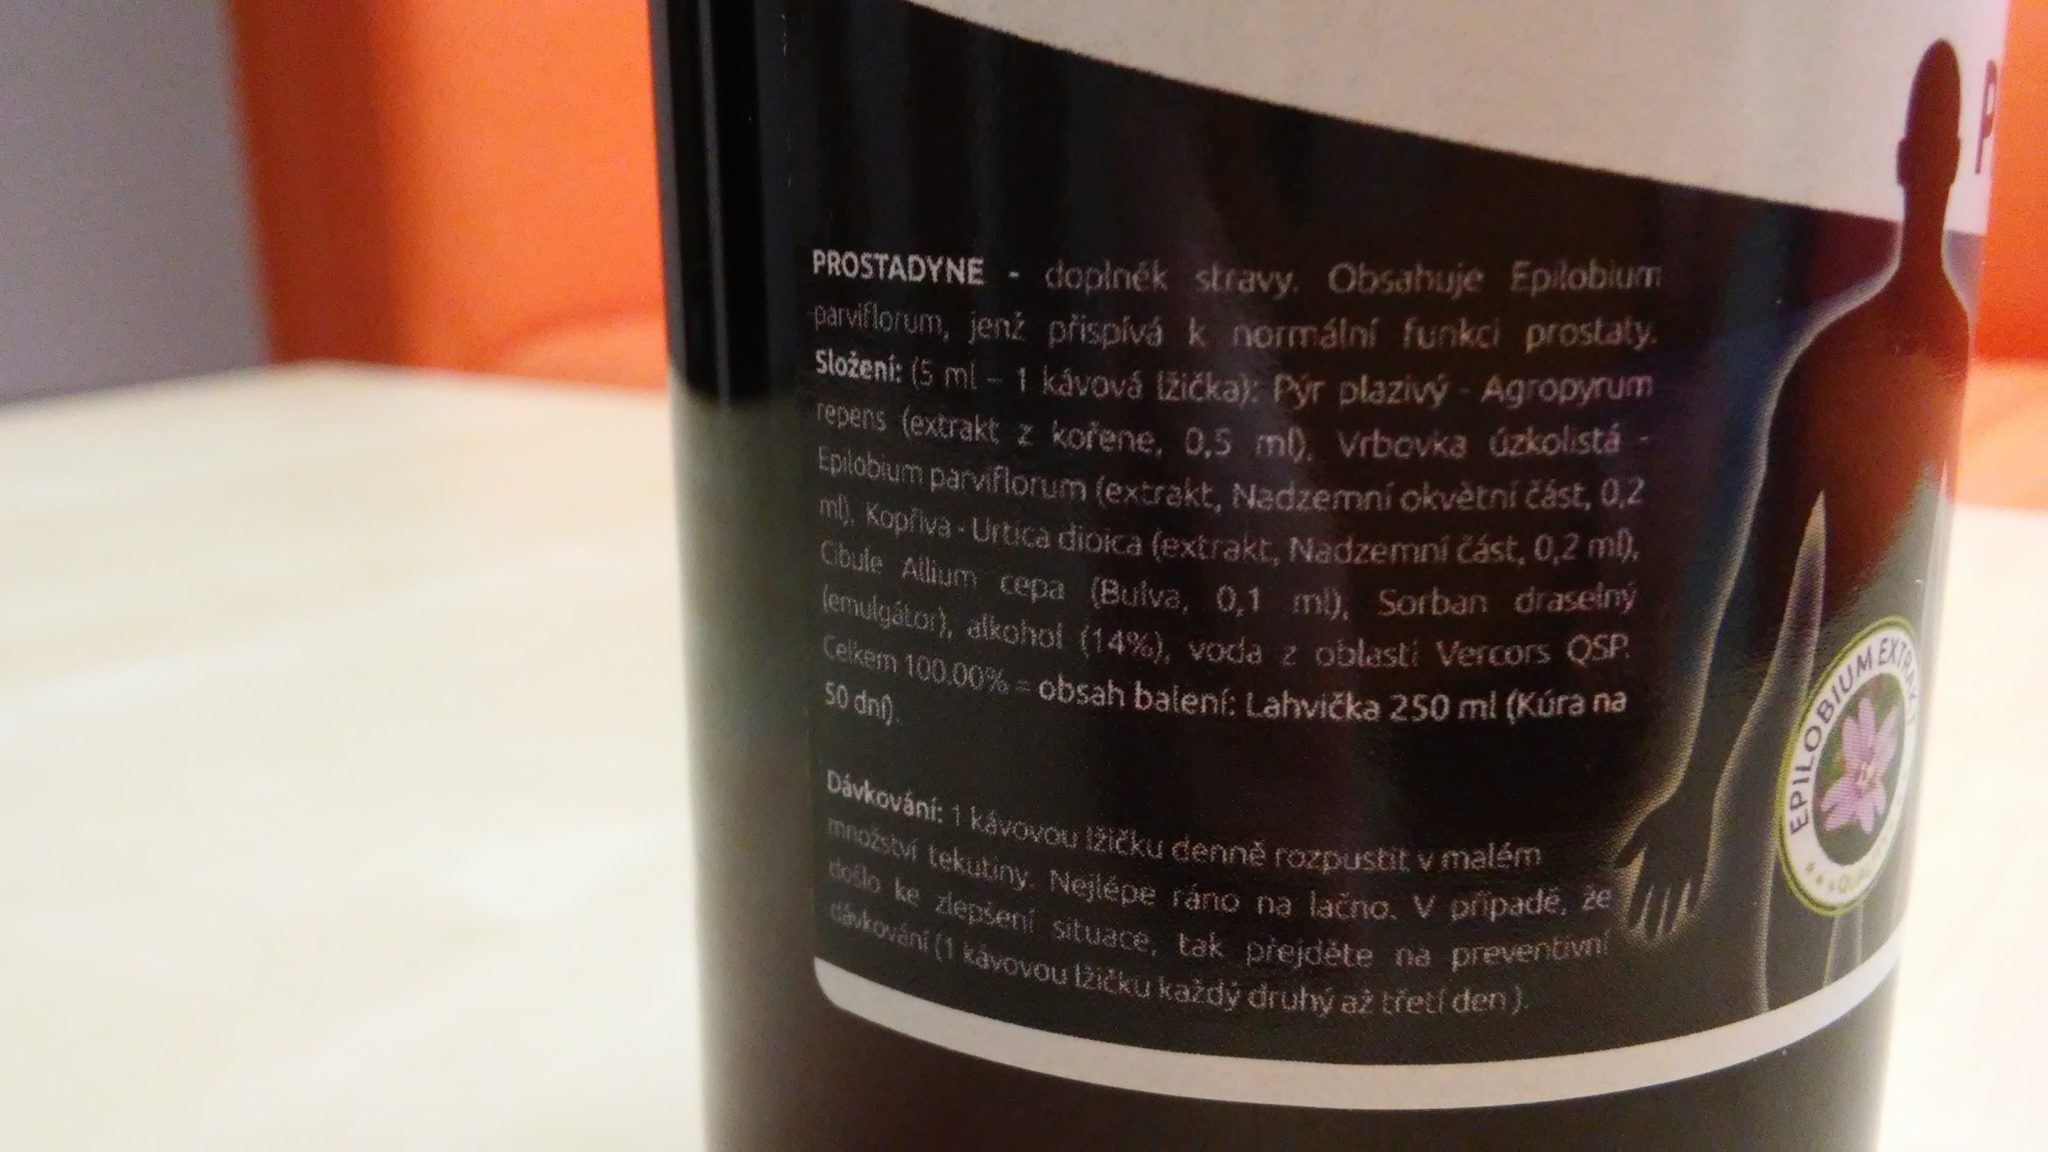 P
PROSTADYNE - doplněk stravy. Obsahuje Epilobium
parviflorum, jenž přispívá k normální funkci prostaty.
Složení: (5 ml – 1 kávová lžička): Pýr plazivý - Agropyrum
repens (extrakt z kořene, 0,5 ml), Vrbovka úzkolistá -
Epilobium parviflorum (extrakt, Nadzemní okvětní část, 0,2
ml), Kopřiva - Urtica dioica (extrakt, Nadzemní část, 0,2 ml),
Cibule Allium cepa (Bulva, 0,1 ml), Sorban draselný
(emulgátor), alkohol (14%), voda z oblasti Vercors QSP.
Celkem 100.00% = obsah balení: Lahvička 250 ml (Kúra na
50 dní).
Dávkování: 1 kávovou lžičku denně rozpustit v malém
množství tekutiny. Nejlépe ráno na lačno. V případě, že
došlo ke zlepšení situace, tak přejděte na preventivní
dávkování (1 kávovou lžičku každý druhý až třetí den ).
EPILOBIUM